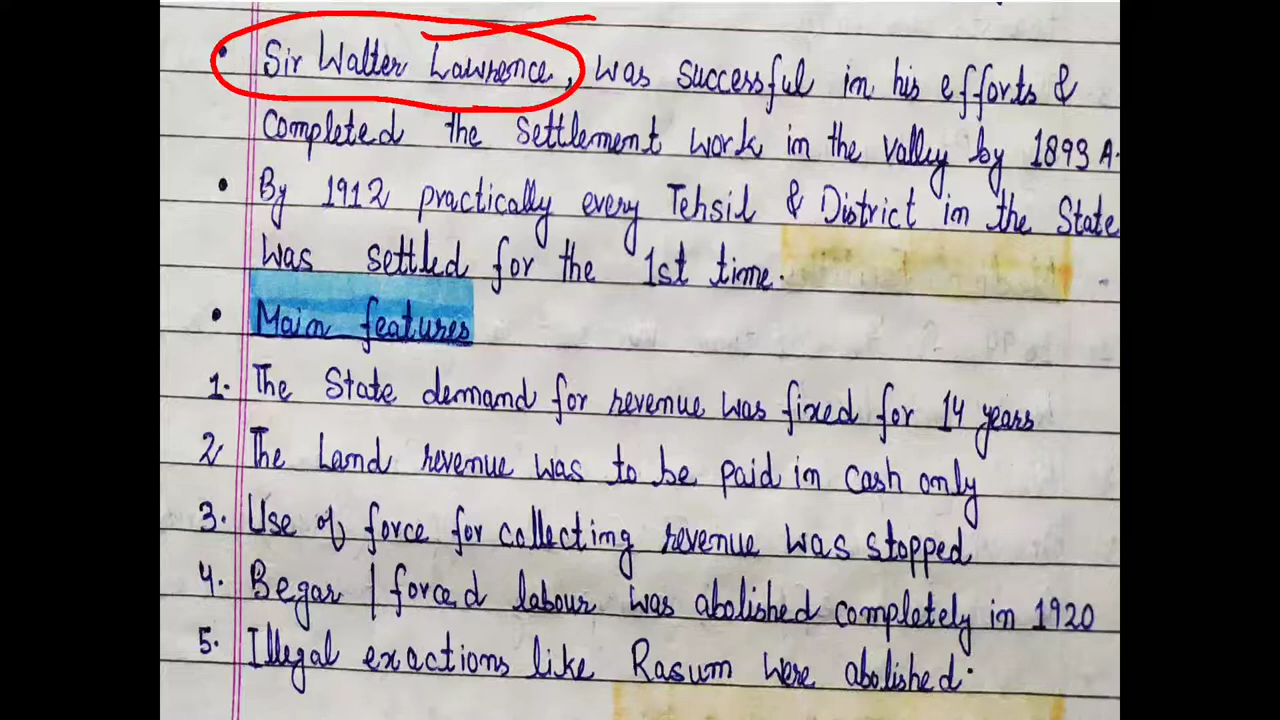 • Sir Walter Lawrence, was successful in his efforts &
completed the settlement work in the valley by 1893 A.
• By 1912 practically every Tehsil & District in the State
was settled for the 1st time.
• Main features
1. The State demand for revenue was fixed for 14 years
2 The Land revenue was to be paid in cash only
3. Use of force for collecting revenue was stopped
4. Begar / forced labour was abolished completely in 1920
5. Illegal exactions like Rasum were abolished.